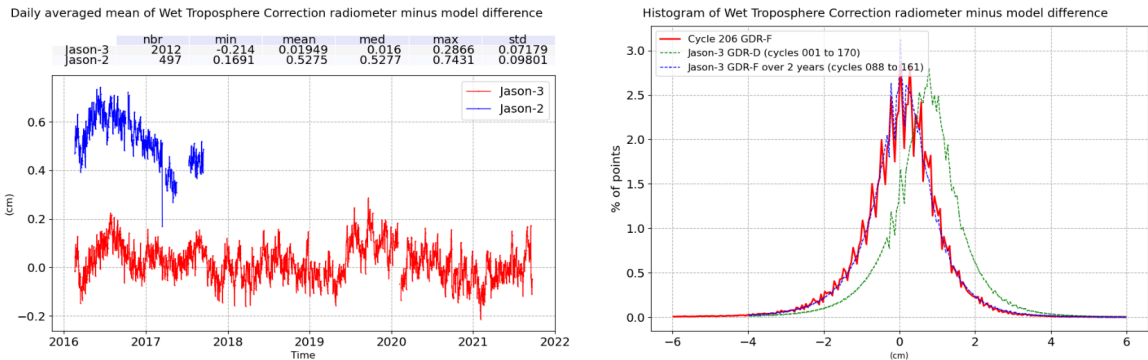 Daily averaged mean of Wet Troposphere Correction radiometer minus model difference
nbr min mean med max std
Jason-3 2012 -0.214 0.01949 0.016 0.2866 0.07179
Jason-2 497 0.1691 0.5275 0.5277 0.7431 0.09801
Jason-3
Jason-2
0.6
0.4
0.2
0.0
−0.2
(cm)
2016 2017 2018 2019 2020 2021 2022
Time
Histogram of Wet Troposphere Correction radiometer minus model difference
Cycle 206 GDR-F
Jason-3 GDR-D (cycles 001 to 170)
Jason-3 GDR-F over 2 years (cycles 088 to 161)
3.0
2.5
2.0
1.5
1.0
0.5
0.0
% of points
−6 −4 −2 0 2 4 6
(cm)